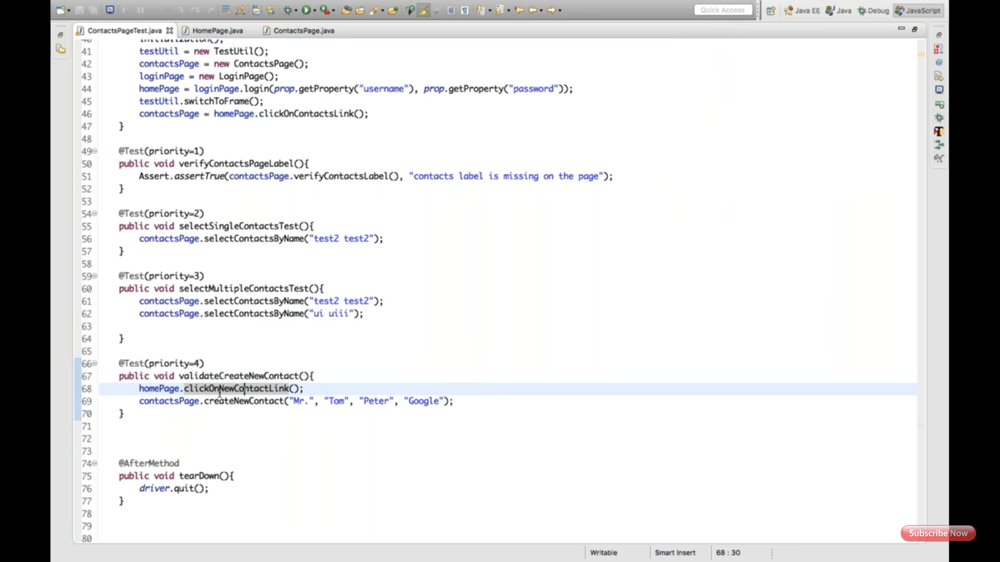 Quick Access
Java EE
Java
Debug
JavaScript
ContactsPageTest.java
HomePage.java
ContactsPage.java
40 initialization();
41 testUtil = new TestUtil();
42 contactsPage = new ContactsPage();
43 loginPage = new LoginPage();
44 homePage = loginPage.login(prop.getProperty("username"), prop.getProperty("password"));
45 testUtil.switchToFrame();
46 contactsPage = homePage.clickOnContactsLink();
47 }
48
49 @Test(priority=1)
50 public void verifyContactsPageLabel(){
51 Assert.assertTrue(contactsPage.verifyContactsLabel(), "contacts label is missing on the page");
52 }
53
54 @Test(priority=2)
55 public void selectSingleContactsTest(){
56 contactsPage.selectContactsByName("test2 test2");
57 }
58
59 @Test(priority=3)
60 public void selectMultipleContactsTest(){
61 contactsPage.selectContactsByName("test2 test2");
62 contactsPage.selectContactsByName("ui uiii");
63
64 }
65
66 @Test(priority=4)
67 public void validateCreateNewContact(){
68 homePage.clickOnNewContactLink();
69 contactsPage.createNewContact("Mr.", "Tom", "Peter", "Google");
70 }
71
72
73
74 @AfterMethod
75 public void tearDown(){
76 driver.quit();
77 }
78
79
80
Subscribe Now
Writable
Smart Insert
68 : 30